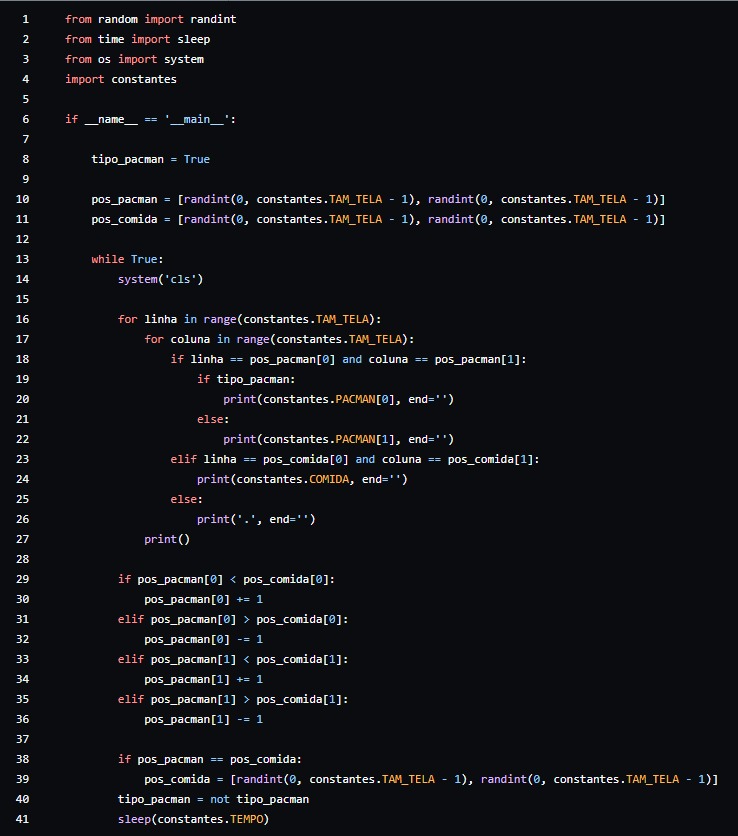 1 from random import randint
2 from time import sleep
3 from os import system
4 import constantes
5
6 if __name__ == '__main__':
7
8     tipo_pacman = True
9
10     pos_pacman = [randint(0, constantes.TAM_TELA - 1), randint(0, constantes.TAM_TELA - 1)]
11     pos_comida = [randint(0, constantes.TAM_TELA - 1), randint(0, constantes.TAM_TELA - 1)]
12
13     while True:
14         system('cls')
15
16         for linha in range(constantes.TAM_TELA):
17             for coluna in range(constantes.TAM_TELA):
18                 if linha == pos_pacman[0] and coluna == pos_pacman[1]:
19                     if tipo_pacman:
20                         print(constantes.PACMAN[0], end='')
21                     else:
22                         print(constantes.PACMAN[1], end='')
23                 elif linha == pos_comida[0] and coluna == pos_comida[1]:
24                     print(constantes.COMIDA, end='')
25                 else:
26                     print('.', end='')
27             print()
28
29         if pos_pacman[0] < pos_comida[0]:
30             pos_pacman[0] += 1
31         elif pos_pacman[0] > pos_comida[0]:
32             pos_pacman[0] -= 1
33         elif pos_pacman[1] < pos_comida[1]:
34             pos_pacman[1] += 1
35         elif pos_pacman[1] > pos_comida[1]:
36             pos_pacman[1] -= 1
37
38         if pos_pacman == pos_comida:
39             pos_comida = [randint(0, constantes.TAM_TELA - 1), randint(0, constantes.TAM_TELA - 1)]
40         tipo_pacman = not tipo_pacman
41         sleep(constantes.TEMPO)